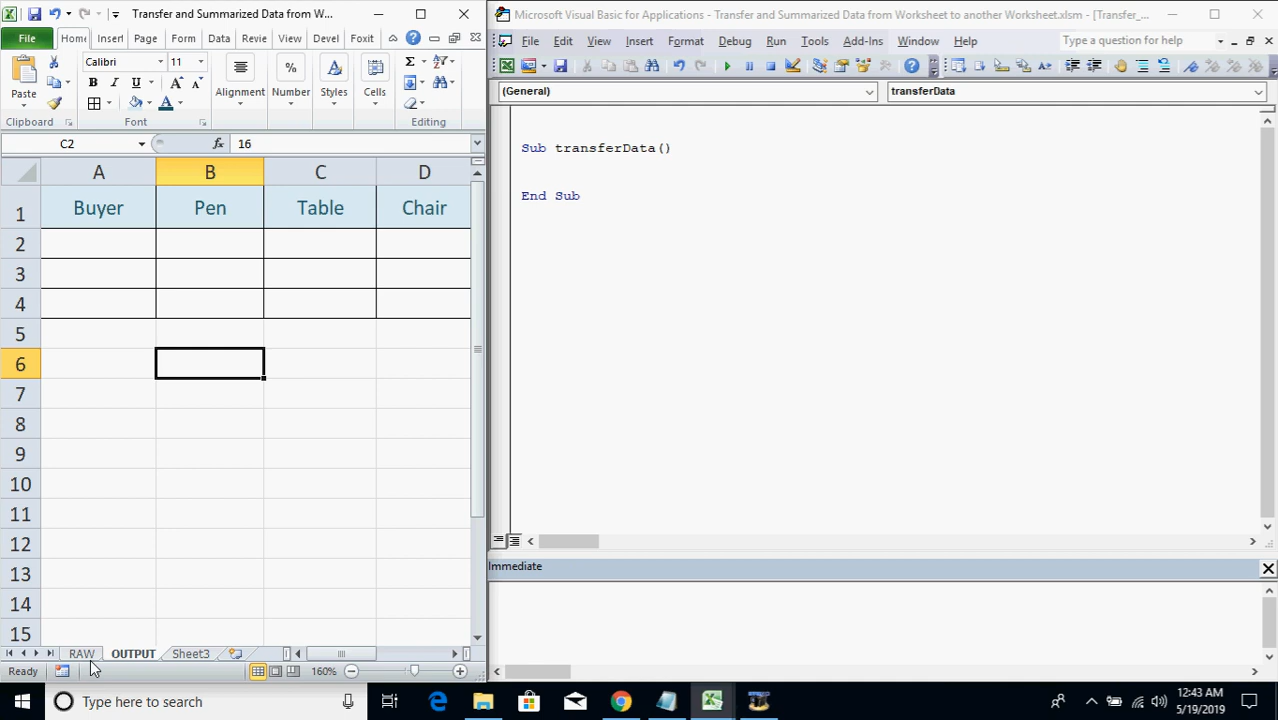 Transfer and Summarized Data from W...
File
Home
Insert
Page
Form
Data
Revie
View
Devel
Foxit
Paste
Calibri
11
B
I
U
A
A
A
Alignment
%
Number
A
Styles
Cells
Σ
Clipboard
Font
Editing
C2
fx
16
A
B
C
D
1
Buyer
Pen
Table
Chair
2
3
4
5
6
7
8
9
10
11
12
13
14
15
RAW
OUTPUT
Sheet3
Ready
160%
Microsoft Visual Basic for Applications - Transfer and Summarized Data from Worksheet to another Worksheet.xlsm - [Transfer_...
File
Edit
View
Insert
Format
Debug
Run
Tools
Add-Ins
Window
Help
Type a question for help
(General)
transferData
Sub transferData()
End Sub
Immediate
Type here to search
12:43 AM
5/19/2019